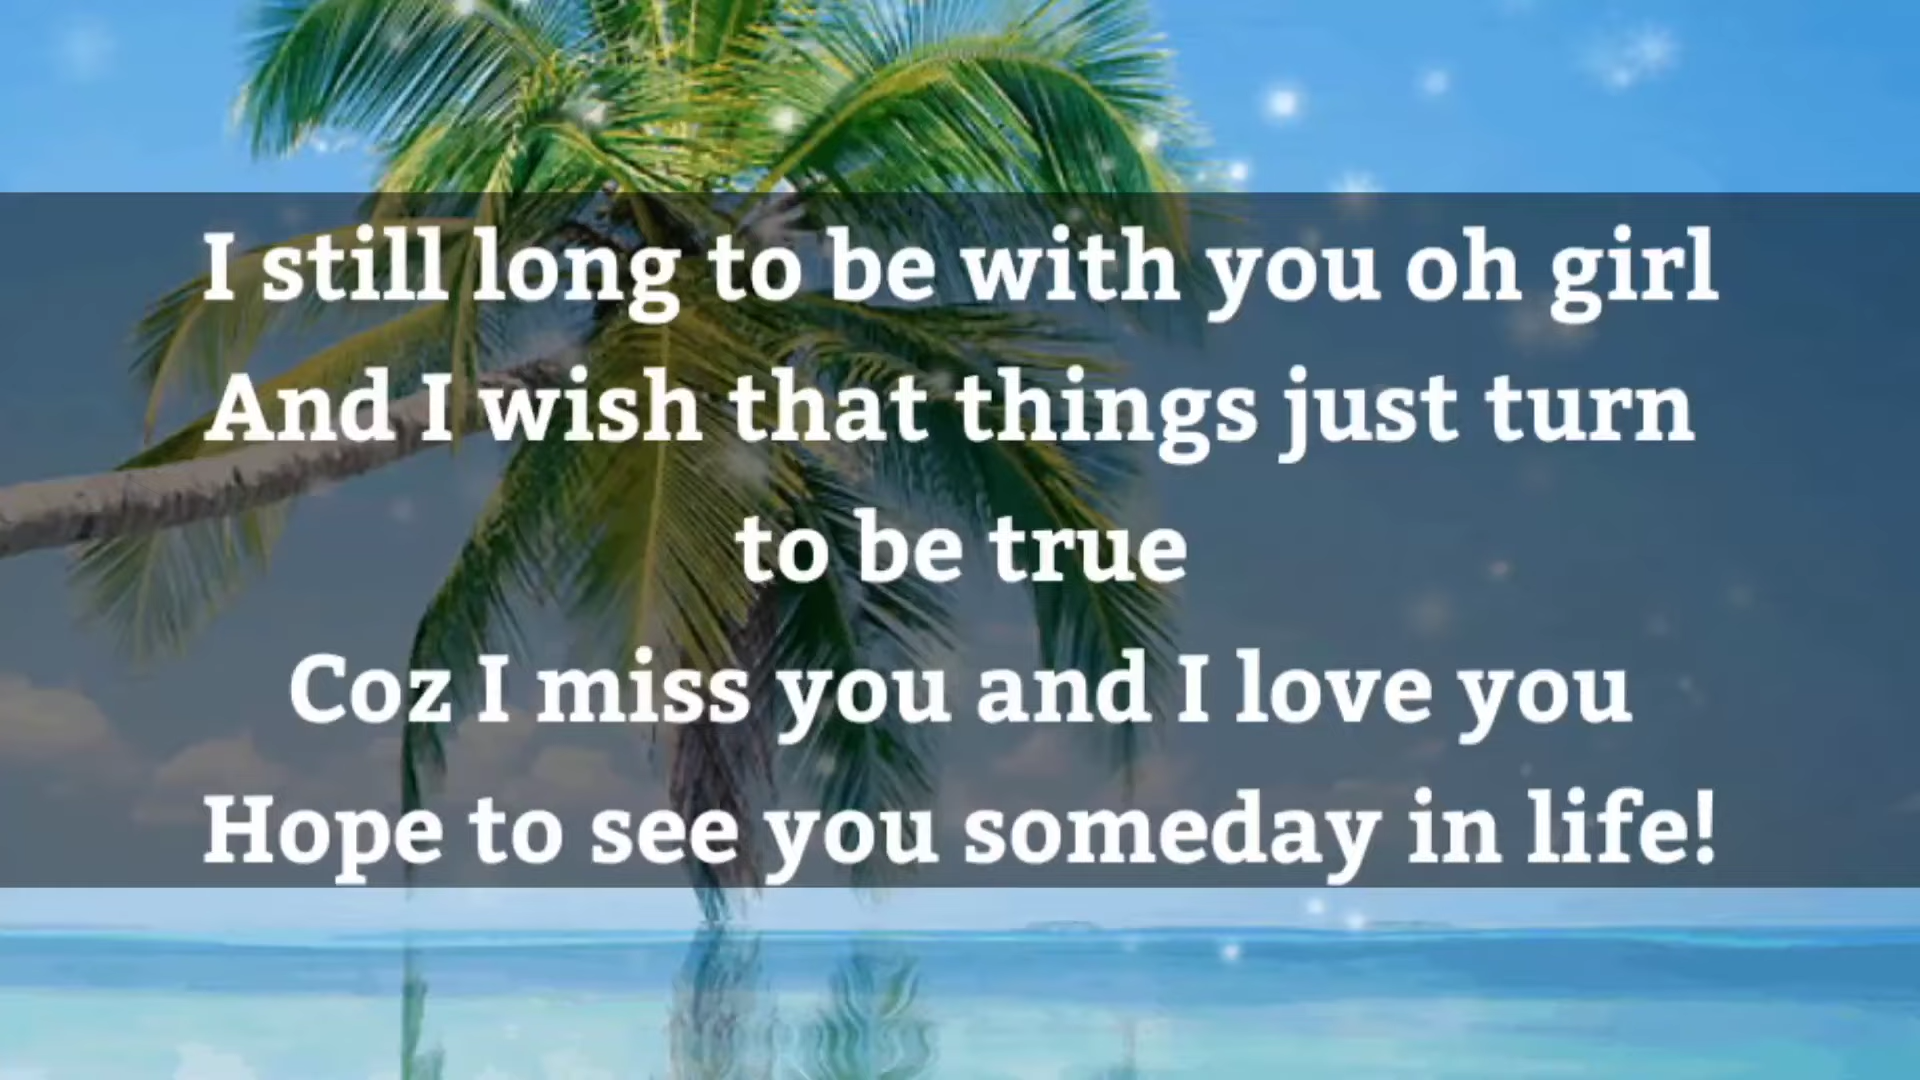 I still long to be with you oh girl
And I wish that things just turn
to be true
Coz I miss you and I love you
Hope to see you someday in life!